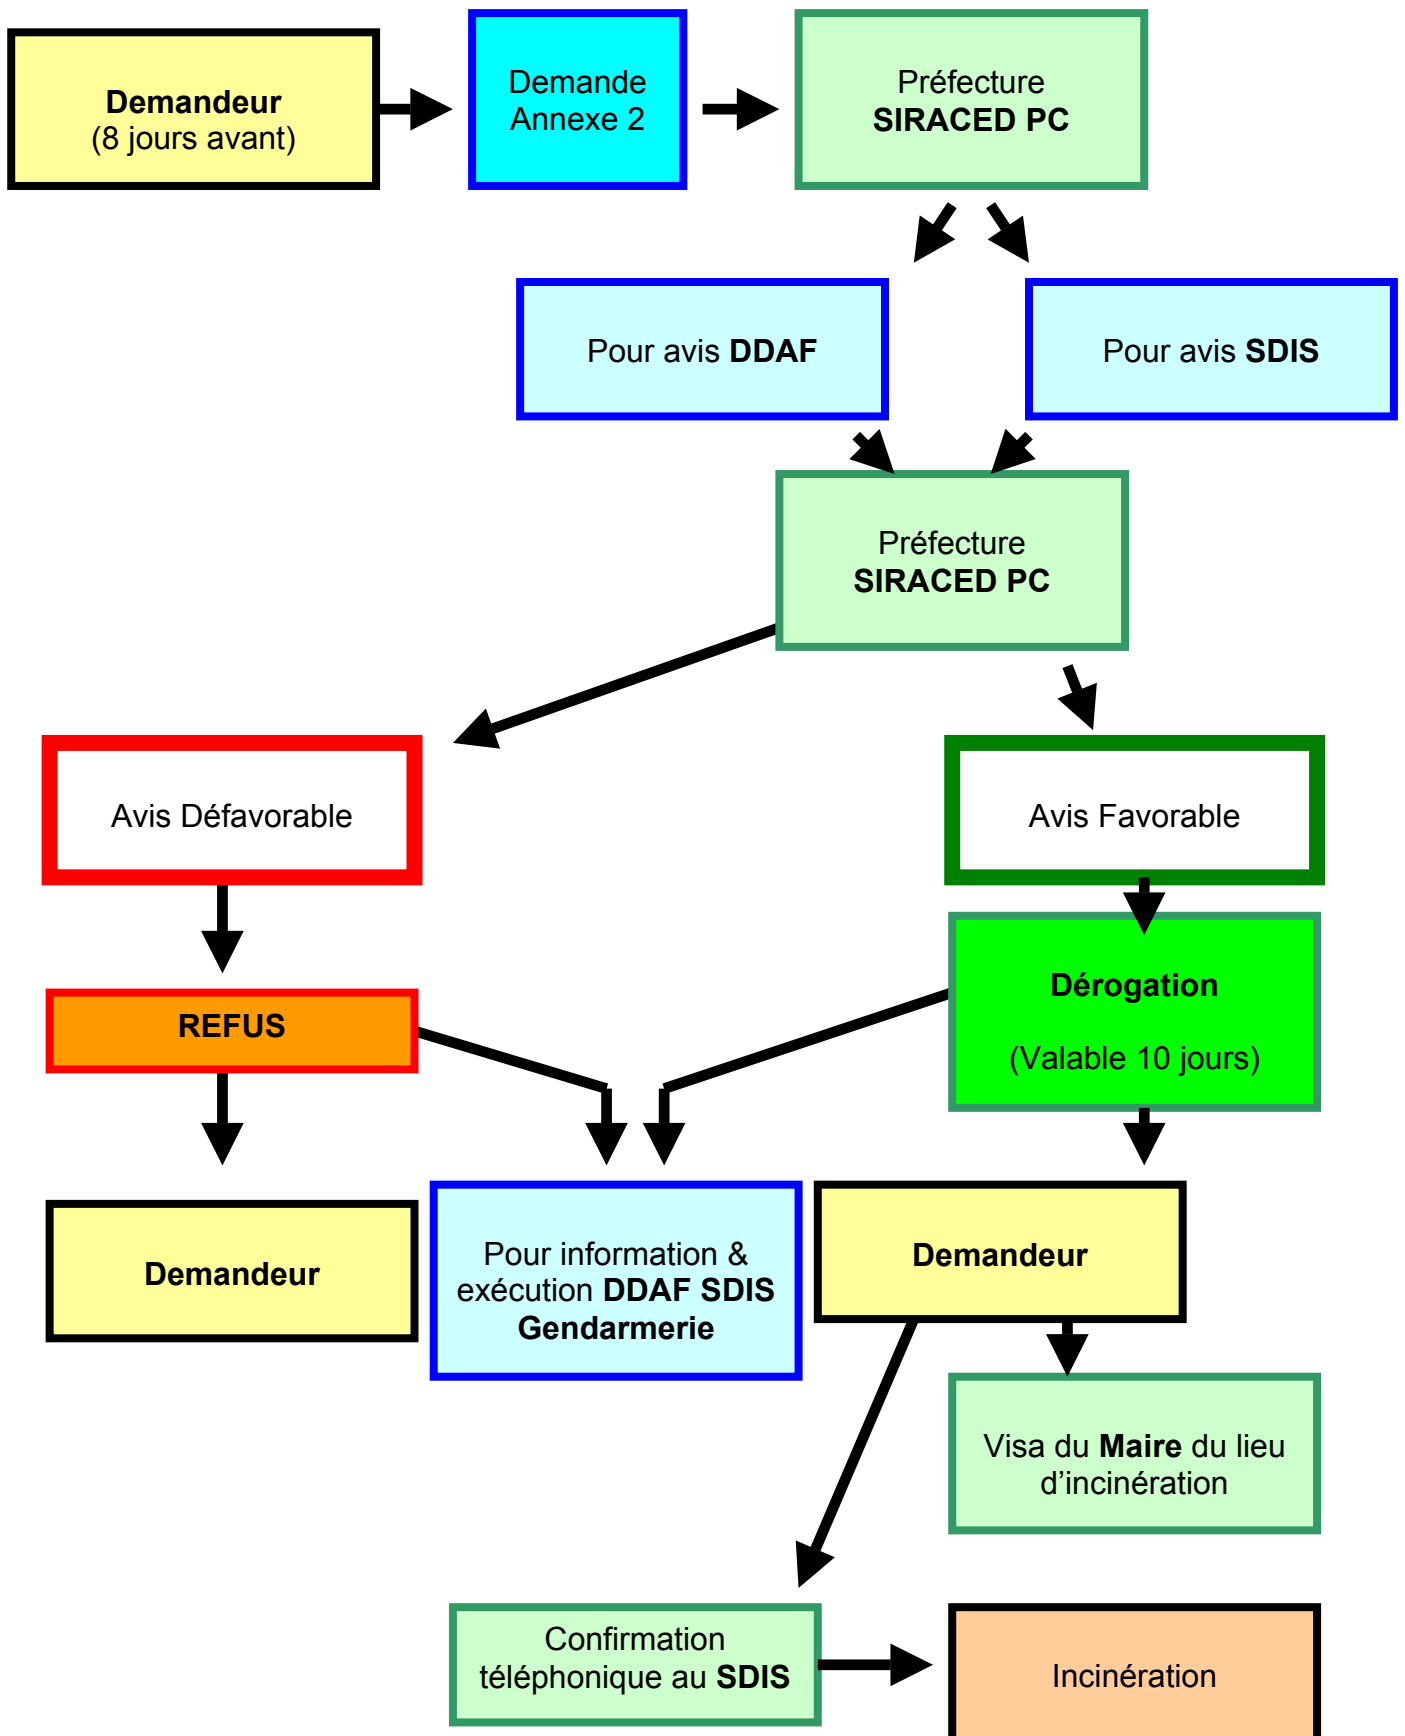 Demandeur
(8 jours avant)
Demande
Annexe 2
Préfecture
SIRACED PC
Pour avis DDAF
Pour avis SDIS
Préfecture
SIRACED PC
Avis Défavorable
Avis Favorable
REFUS
Dérogation
(Valable 10 jours)
Demandeur
Pour information &
exécution DDAF SDIS
Gendarmerie
Demandeur
Visa du Maire du lieu
d’incinération
Confirmation
téléphonique au SDIS
Incinération